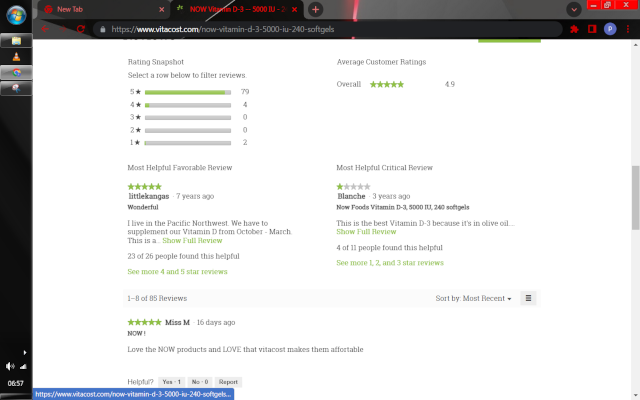 New Tab
NOW Vitamin D-3 -- 5000 IU - 2
https://www.vitacost.com/now-vitamin-d-3-5000-iu-240-softgels
P
Rating Snapshot
Select a row below to filter reviews.
5 ★ 79
4 ★ 4
3 ★ 0
2 ★ 0
1 ★ 2
Average Customer Ratings
Overall ★★★★★ 4.9
Most Helpful Favorable Review
★★★★★
littlekangas · 7 years ago
Wonderful
I live in the Pacific Northwest. We have to
supplement our Vitamin D from October - March.
This is a... Show Full Review
23 of 26 people found this helpful
See more 4 and 5 star reviews
Most Helpful Critical Review
★★★★★
Blanche · 3 years ago
Now Foods Vitamin D-3, 5000 IU, 240 softgels
This is the best Vitamin D-3 because it's in olive oil....
Show Full Review
4 of 11 people found this helpful
See more 1, 2, and 3 star reviews
1–8 of 85 Reviews
Sort by: Most Recent ▼
★★★★★ Miss M · 16 days ago
NOW !
Love the NOW products and LOVE that vitacost makes them affortable
Helpful? Yes · 1 No · 0 Report
06:57
https://www.vitacost.com/now-vitamin-d-3-5000-iu-240-softgels...